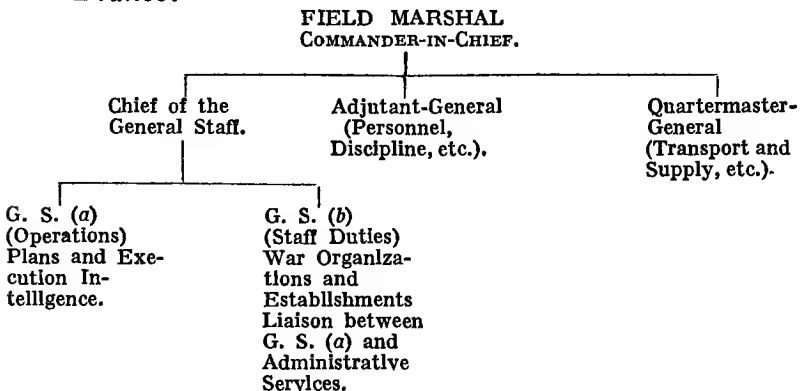 FIELD MARSHAL
COMMANDER-IN-CHIEF.
Chief of the
General Staff.
Adjutant-General
(Personnel,
Discipline, etc.).
Quartermaster-
General
(Transport and
Supply, etc.).
G. S. (a)
(Operations)
Plans and Exe-
cution In-
telligence.
G. S. (b)
(Staff Duties)
War Organiza-
tions and
Establishments
Liaison between
G. S. (a) and
Administrative
Services.